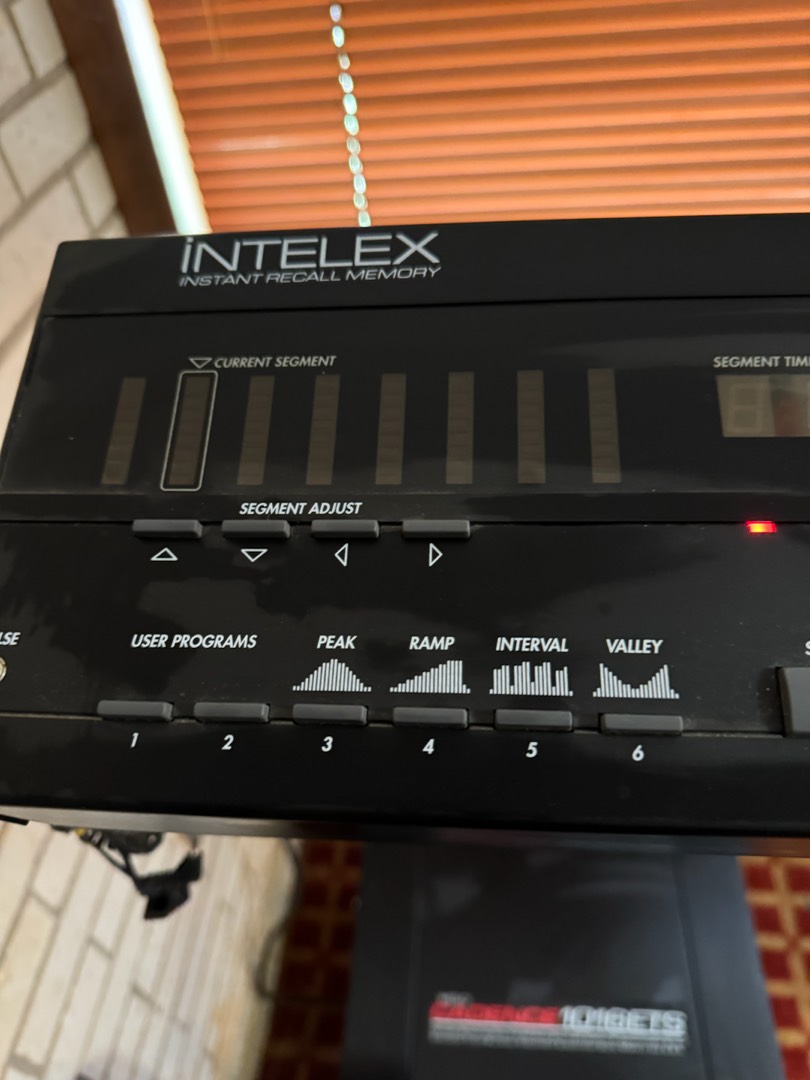 iNTELEX
INSTANT RECALL MEMORY
CURRENT SEGMENT
SEGMENT
SEGMENT ADJUST
USER PROGRAMS
PEAK
RAMP
INTERVAL
VALLEY
1
2
3
4
5
6